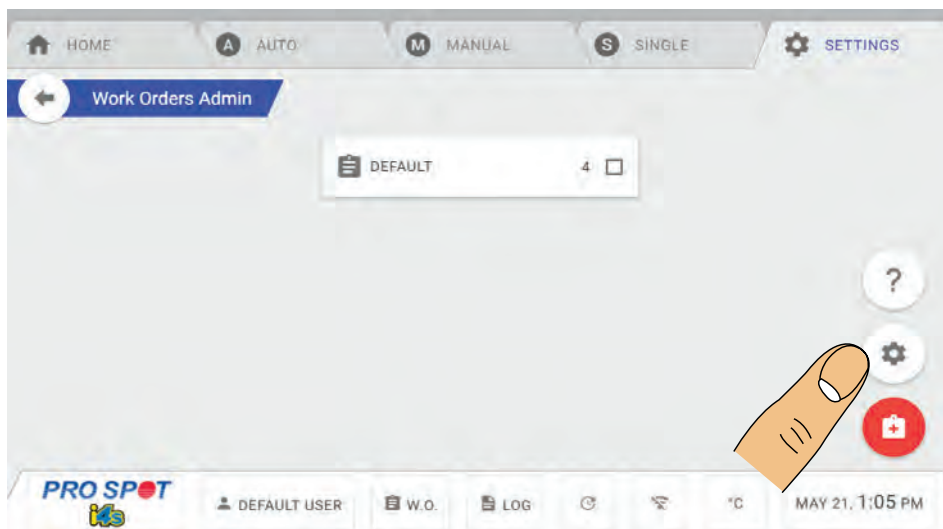 HOME
A AUTO
M MANUAL
S SINGLE
SETTINGS
Work Orders Admin
DEFAULT 4
?
PRO SPOT
i4s
DEFAULT USER
W.O.
LOG
°C
MAY 21, 1:05 PM